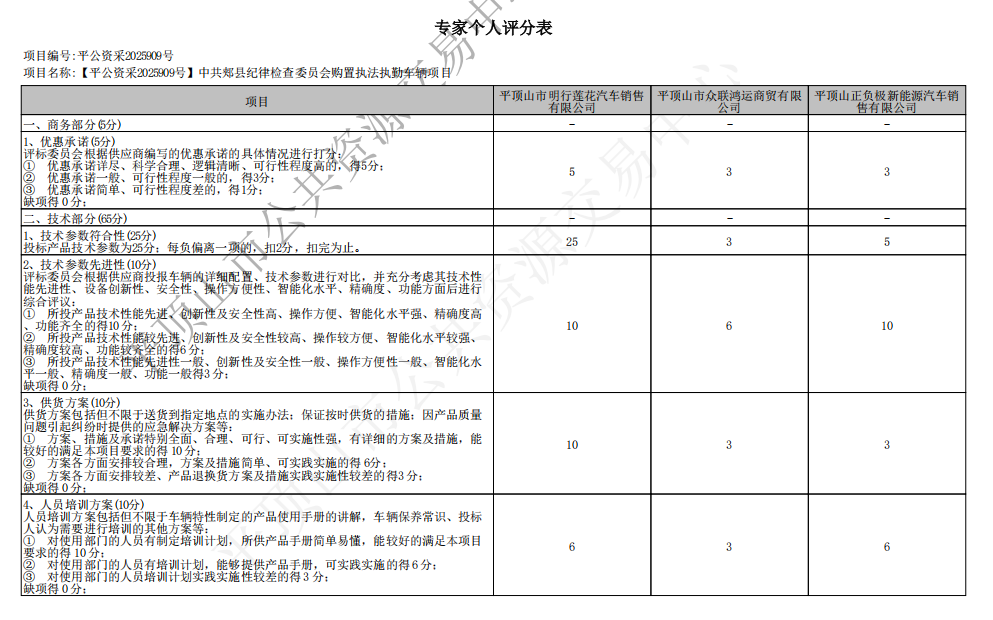 专家个人评分表
项目编号:平公资采2025909号
项目名称:【平公资采2025909号】中共郏县纪律检查委员会购置执法执勤车辆项目
项目
平顶山市明行莲花汽车销售
有限公司
平顶山市众联鸿运商贸有限
公司
平顶山正负极新能源汽车销
售有限公司
一、商务部分(5分)
- - -
1、优惠承诺(5分)
评标委员会根据供应商编写的优惠承诺的具体情况进行打分:
① 优惠承诺详尽、科学合理、逻辑清晰、可行性程度高的,得5分;
② 优惠承诺一般、可行性程度一般的,得3分;
③ 优惠承诺简单、可行性程度差的,得1分;
缺项得 0 分;
5 3 3
二、技术部分(65分)
- - -
1、技术参数符合性(25分)
投标产品技术参数为25分;每负偏离一项的,扣2分,扣完为止。
25 3 5
2、技术参数先进性(10分)
评标委员会根据供应商投报车辆的详细配置、技术参数进行对比,并充分考虑其技术性
能先进性、设备创新性、安全性、操作方便性、智能化水平、精确度、功能方面后进行
综合评议:
① 所投产品技术性能先进、创新性及安全性高、操作方便、智能化水平强、精确度高
、功能齐全的得10 分;
② 所投产品技术性能较先进、创新性及安全性较高、操作较方便、智能化水平较强、
精确度较高、功能较齐全的得6 分;
③ 所投产品技术性能先进性一般、创新性及安全性一般、操作方便性一般、智能化水
平一般、精确度一般、功能一般得3 分;
缺项得 0 分;
10 6 10
3、供货方案(10分)
供货方案包括但不限于送货到指定地点的实施办法;保证按时供货的措施;因产品质量
问题引起纠纷时提供的应急解决方案等:
① 方案、措施及承诺特别全面、合理、可行、可实施性强,有详细的方案及措施,能
较好的满足本项目要求的得 10 分;
② 方案各方面安排较合理,方案及措施简单、可实践实施的得 6分;
③ 方案各方面安排较差、产品退换货方案及措施实践实施性较差的得3 分;
缺项得 0 分;
10 3 3
4、人员培训方案(10分)
人员培训方案包括但不限于车辆特性制定的产品使用手册的讲解,车辆保养常识、投标
人认为需要进行培训的其他方案等:
① 对使用部门的人员有制定培训计划,所供产品手册简单易懂,能较好的满足本项目
要求的得 10 分;
② 对使用部门的人员有培训计划,能够提供产品手册,可实践实施的得 6 分;
③ 对使用部门的人员培训计划实践实施性较差的得 3 分;
缺项得 0 分;
6 3 6
平顶山市公共资源交易中心
平顶山市公共资源交易中心